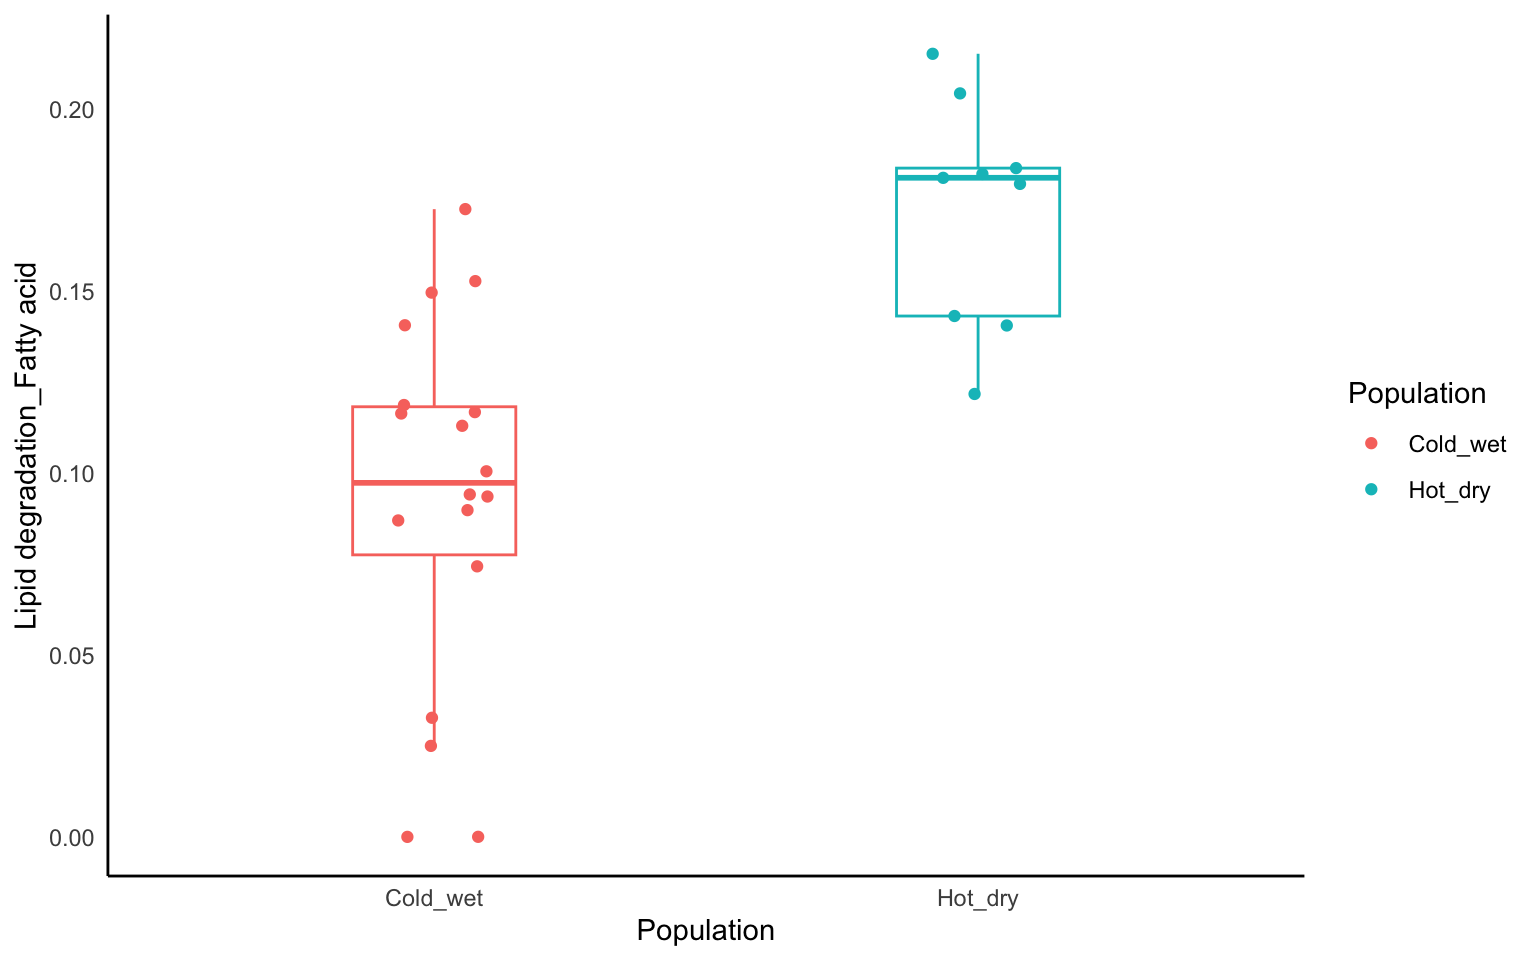 Lipid degradation_Fatty acid
0.20
0.15
0.10
0.05
0.00
Cold_wet
Hot_dry
Population
Population
Cold_wet
Hot_dry